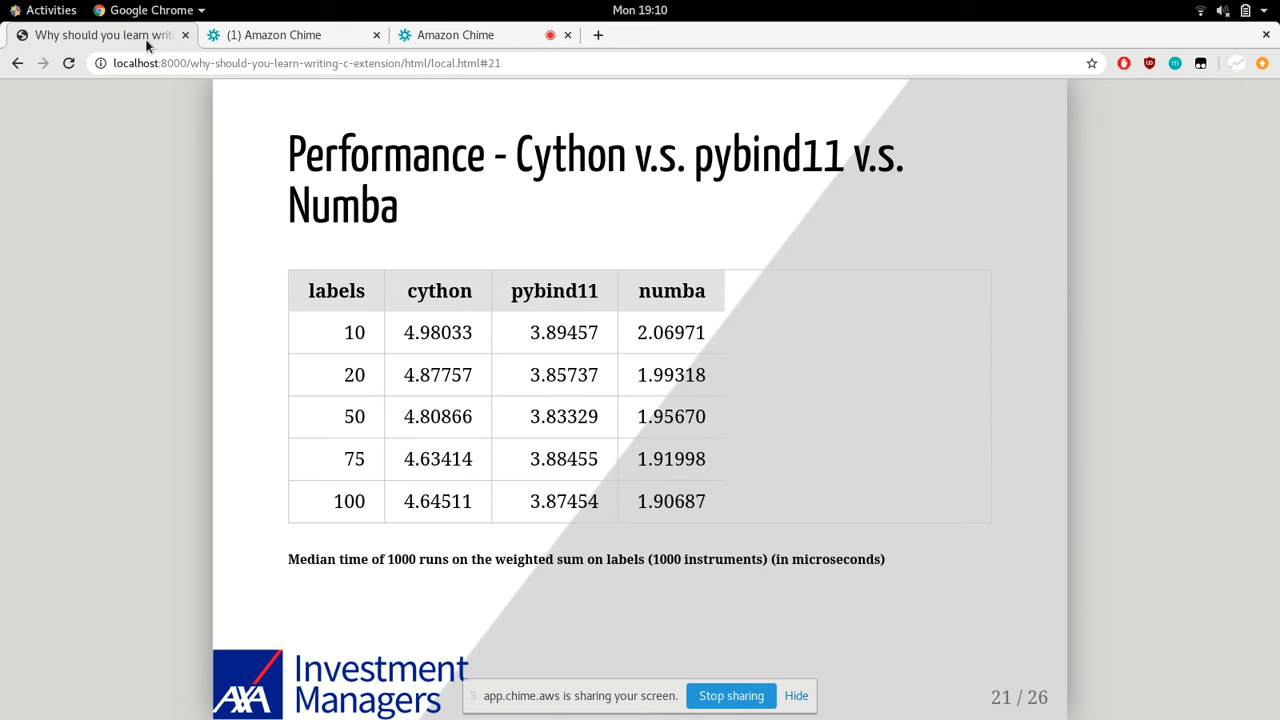 Activities
Google Chrome
Mon 19:10
Why should you learn writ
(1) Amazon Chime
Amazon Chime
localhost:8000/why-should-you-learn-writing-c-extension/html/local.html#21
Performance - Cython v.s. pybind11 v.s.
Numba
labels cython pybind11 numba
10 4.98033 3.89457 2.06971
20 4.87757 3.85737 1.99318
50 4.80866 3.83329 1.95670
75 4.63414 3.88455 1.91998
100 4.64511 3.87454 1.90687
Median time of 1000 runs on the weighted sum on labels (1000 instruments) (in microseconds)
AXA
Investment
Managers
app.chime.aws is sharing your screen.
Stop sharing
Hide
21 / 26